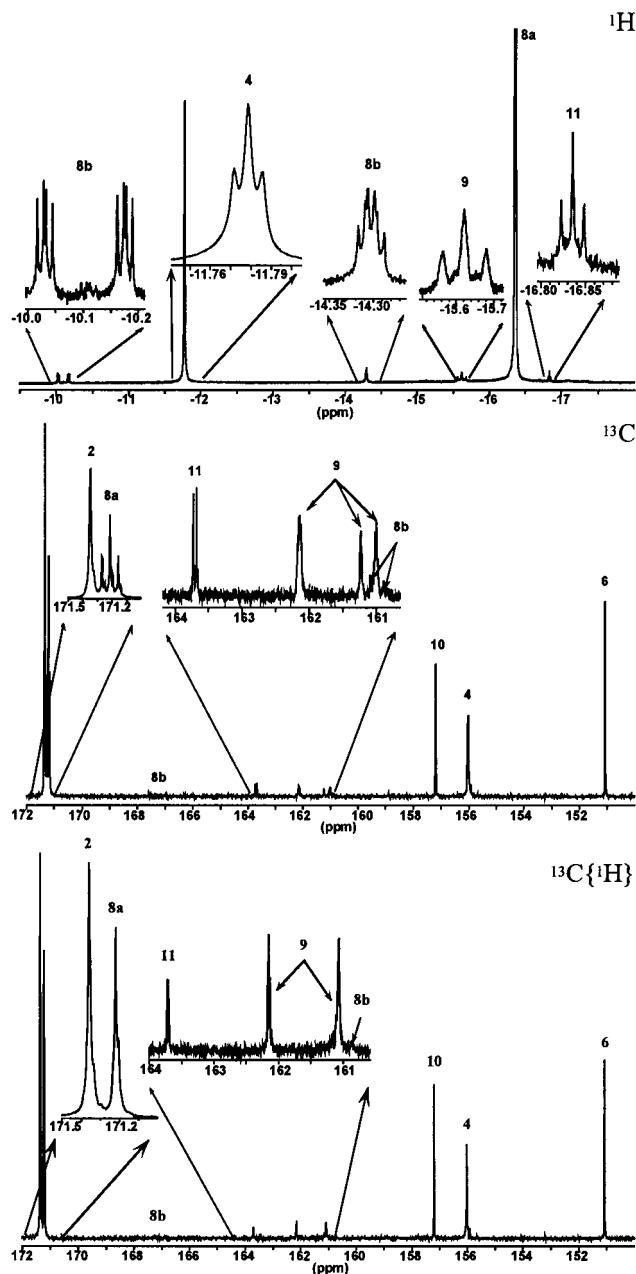 ¹H
8a
4
11
8b
8b
9
-11.76 -11.79
-16.80 -16.85
-10.0 -10.1 -10.2
-14.35 -14.30
-15.6 -15.7
-10 -11 -12 -13 -14 -15 -16 -17
(ppm)
¹³C
2
8a
11
9
8b
171.5 171.2
164 163 162 161
6
10
4
8b
172 170 168 166 164 162 160 158 156 154 152
(ppm)
¹³C{¹H}
2
8a
11
9
8b
164 163 162 161
171.5 171.2
6
10
4
8b
172 170 168 166 164 162 160 158 156 154 152
(ppm)